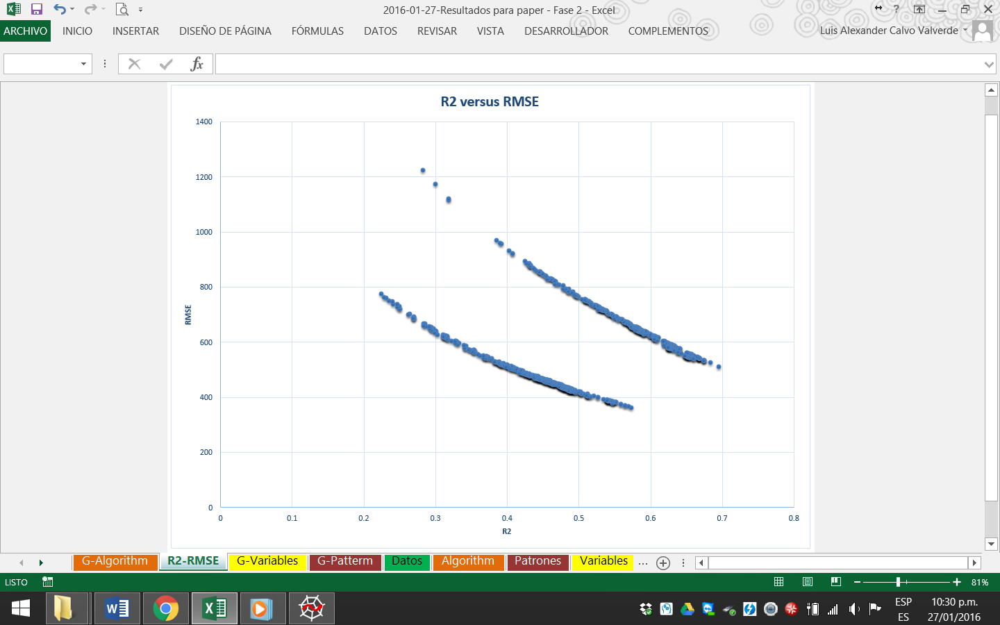 2016-01-27-Resultados para paper - Fase 2 - Excel
ARCHIVO INICIO INSERTAR DISEÑO DE PÁGINA FÓRMULAS DATOS REVISAR VISTA DESARROLLADOR COMPLEMENTOS Luis Alexander Calvo Valverde
fx
R2 versus RMSE
1400
1200
1000
800
RMSE
600
400
200
0
0 0.1 0.2 0.3 0.4 0.5 0.6 0.7 0.8
R2
G-Algorithm R2-RMSE G-Variables G-Patterm Datos Algorithm Patrones Variables ...
LISTO 81%
ESP 10:30 p.m.
ES 27/01/2016